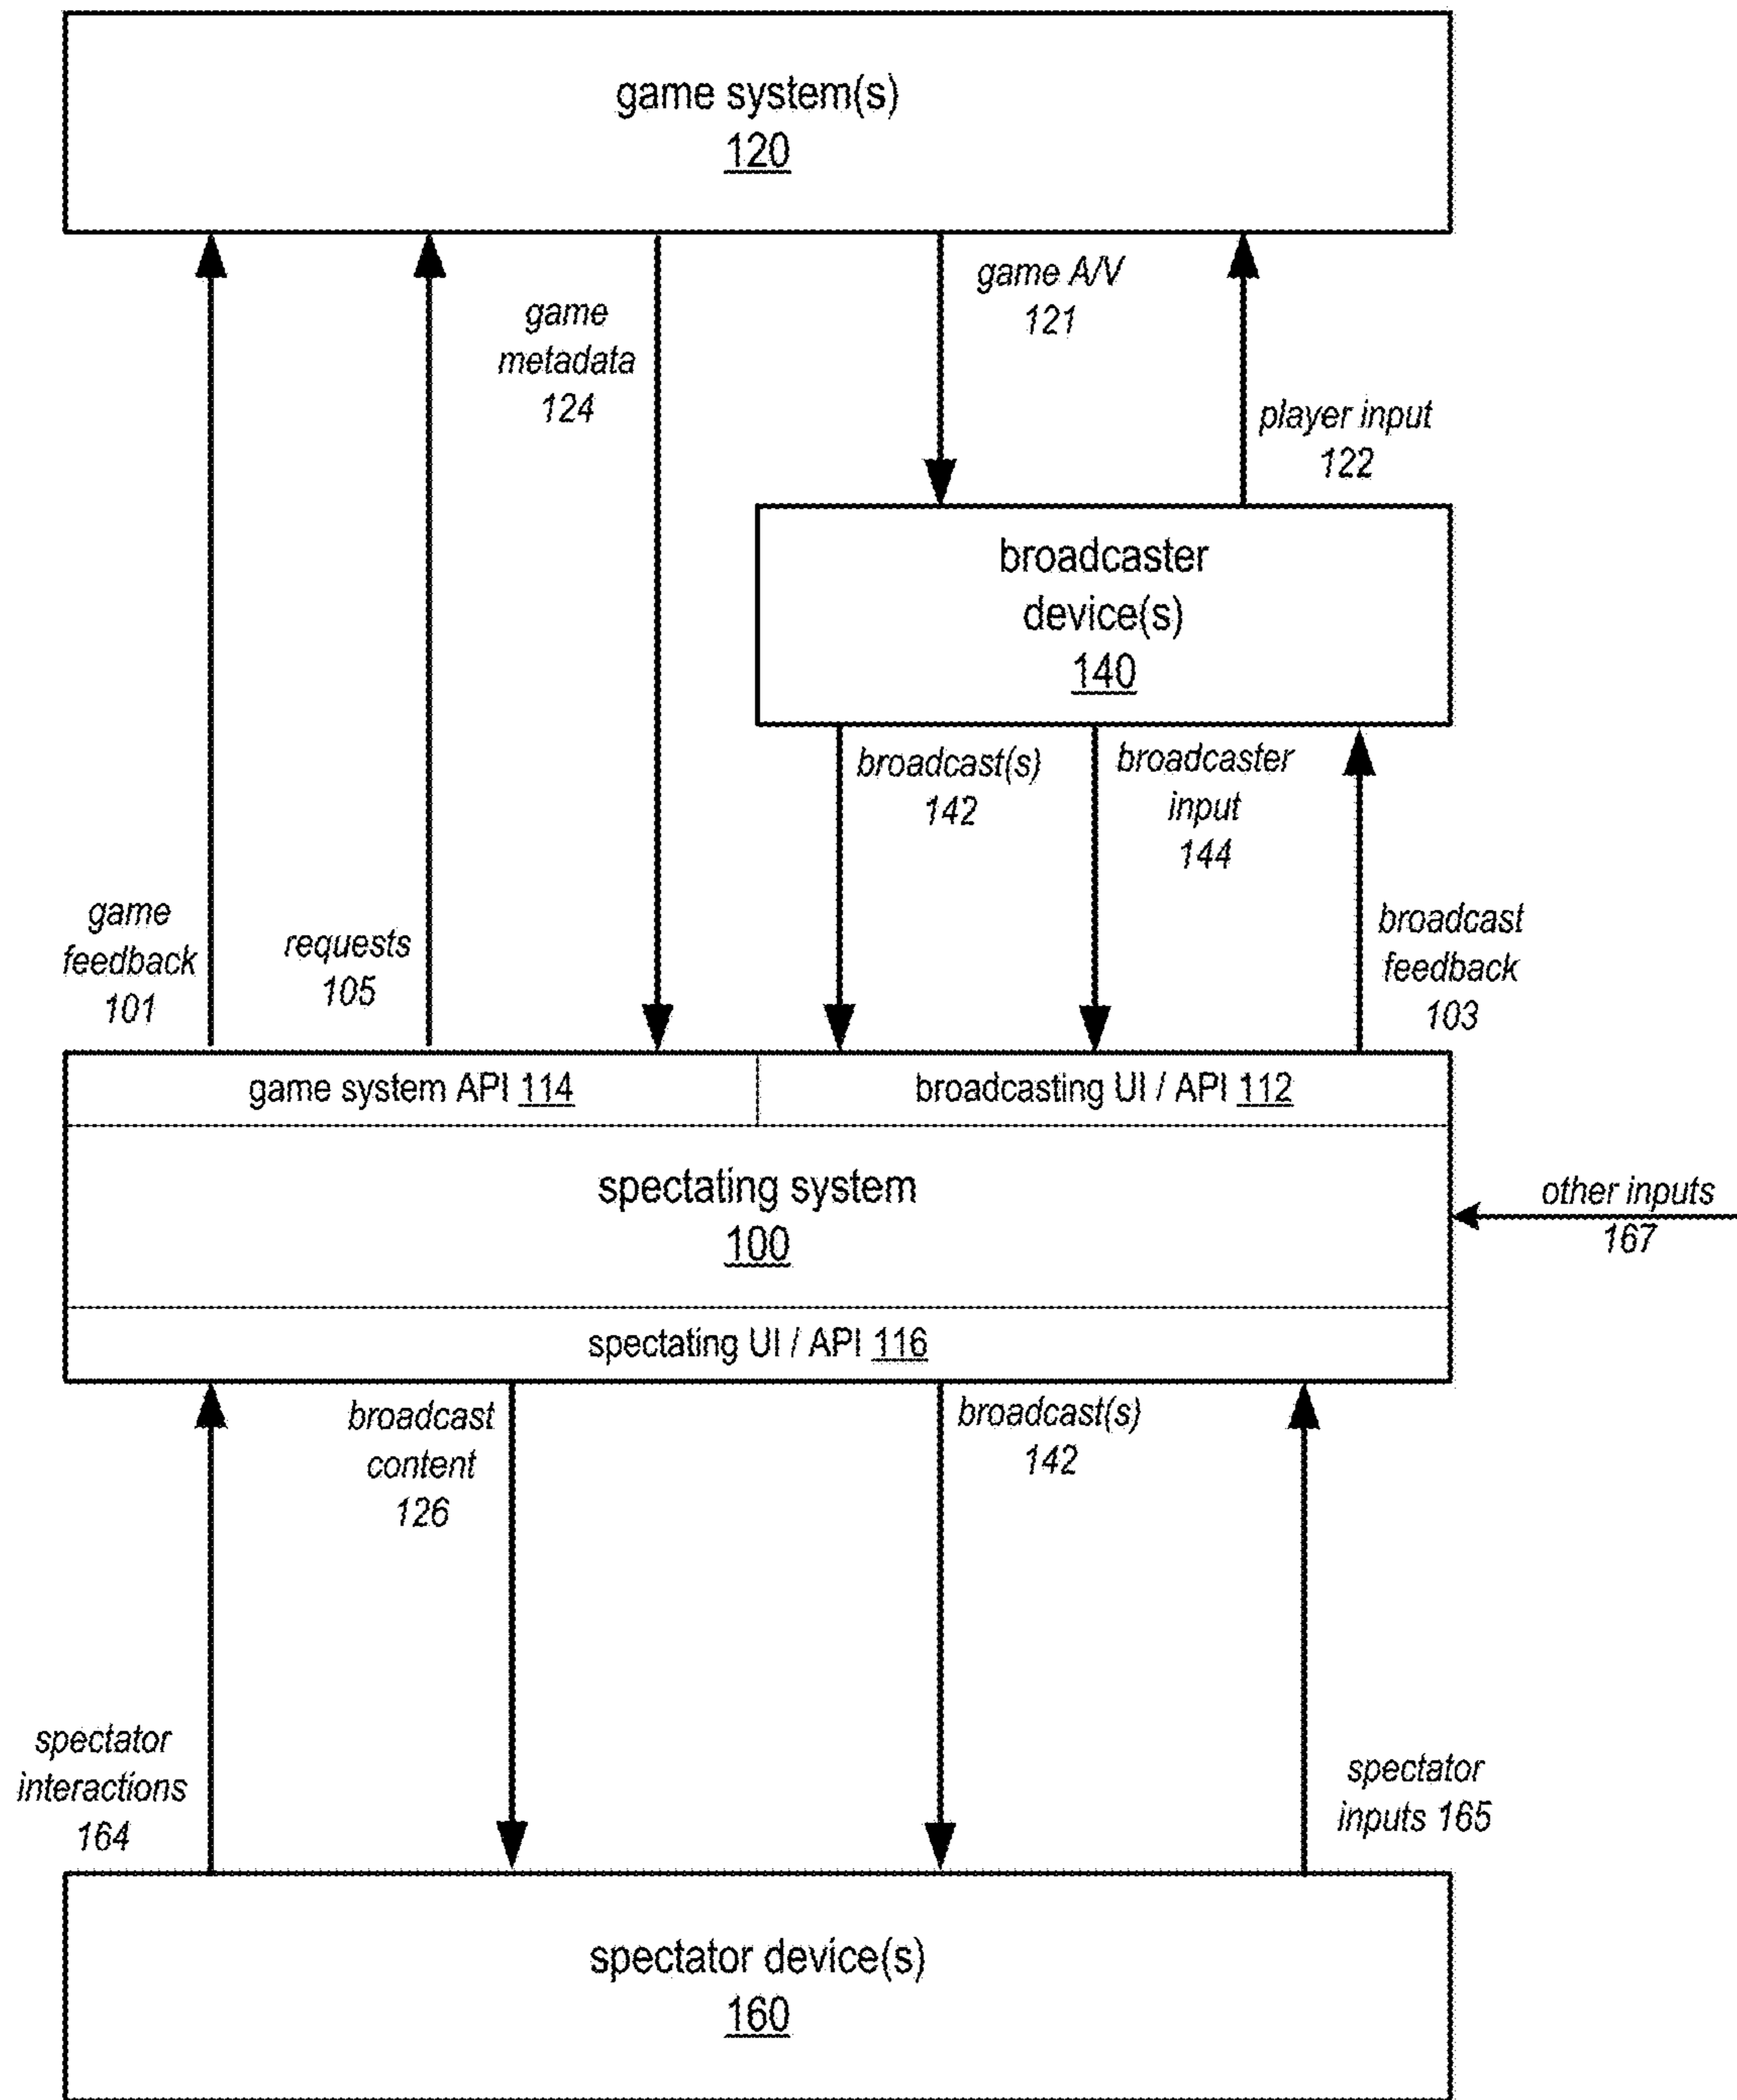 game system(s)
120
game A/V
121
game
metadata
124
player input
122
broadcaster
device(s)
140
broadcast(s)
142
broadcaster
input
144
game
feedback
101
requests
105
broadcast
feedback
103
game system API 114
broadcasting UI / API 112
spectating system
100
other inputs
167
spectating UI / API 116
broadcast
content
126
broadcast(s)
142
spectator
interactions
164
spectator
inputs 165
spectator device(s)
160